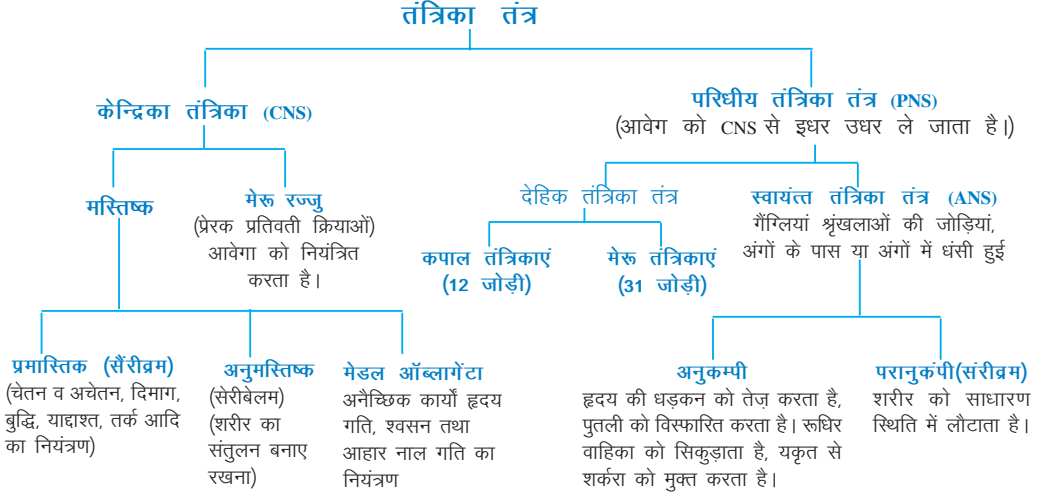 तंत्रिका तंत्र
केन्द्रिका तंत्रिका (CNS)
परिधीय तंत्रिका तंत्र (PNS)
(आवेग को CNS से इधर उधर ले जाता है।)
मस्तिष्क
मेरू रज्जु
(प्रेरक प्रतिवती क्रियाओं)
आवेगा को नियंत्रित
करता है।
देहिक तंत्रिका तंत्र
स्वायंत्त तंत्रिका तंत्र (ANS)
गैंग्लियां श्रृंखलाओं की जोड़ियां,
अंगों के पास या अंगों में धंसी हुई
कपाल तंत्रिकाएं
(12 जोड़ी)
मेरू तंत्रिकाएं
(31 जोड़ी)
प्रमास्तिक (सैंरीव्रम)
(चेतन व अचेतन, दिमाग,
बुद्धि, याद्दाश्त, तर्क आदि
का नियंत्रण)
अनुमस्तिष्क
(सेरीबेलम)
(शरीर का
संतुलन बनाए
रखना)
मेडल ऑब्लागेंटा
अनैच्छिक कार्यों हृदय
गति, श्वसन तथा
आहार नाल गति का
नियंत्रण
अनुकम्पी
हृदय की धड़कन को तेज़ करता है,
पुतली को विस्फारित करता है। रूधिर
वाहिका को सिकुड़ाता है, यकृत से
शर्करा को मुक्त करता है।
परानुकंपी(संरीव्रम)
शरीर को साधारण
स्थिति में लौटाता है।